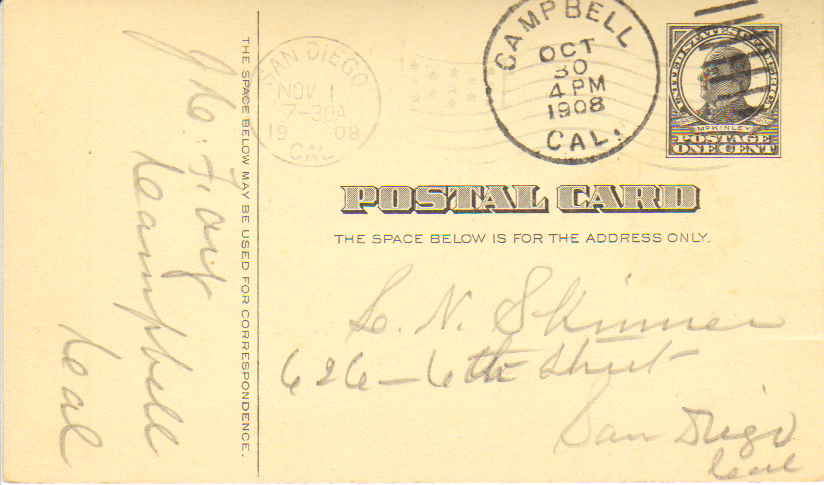 CAMPBELL
OCT
30
4 PM
1908
CAL.
SAN DIEGO
NOV 1
7-30A
19 08
CAL
UNITED STATES OF AMERICA
MCKINLEY
POSTAGE
ONE CENT
POSTAL CARD
THE SPACE BELOW IS FOR THE ADDRESS ONLY.
THE SPACE BELOW MAY BE USED FOR CORRESPONDENCE.
N. Skinner
626 - 6th Street
San Diego
Cal
Campbell
Cal